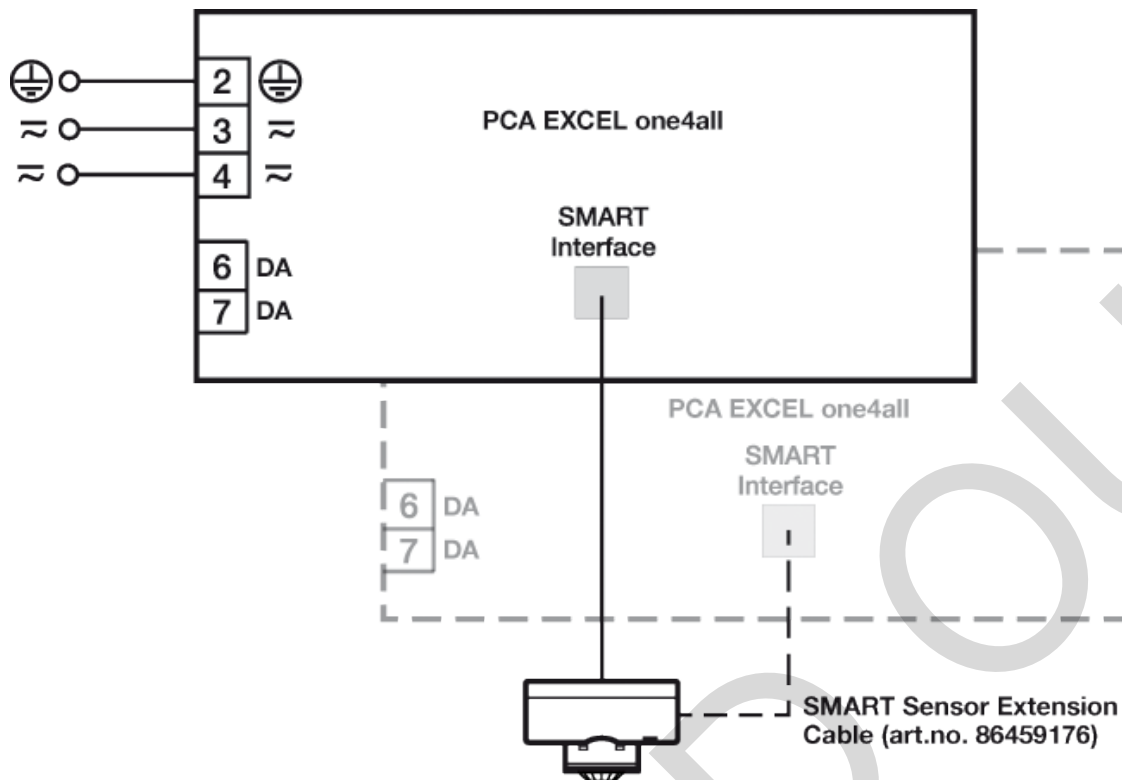 2
3
4
PCA EXCEL one4all
SMART
Interface
6 DA
7 DA
PCA EXCEL one4all
SMART
Interface
6 DA
7 DA
SMART Sensor Extension
Cable (art.no. 86459176)